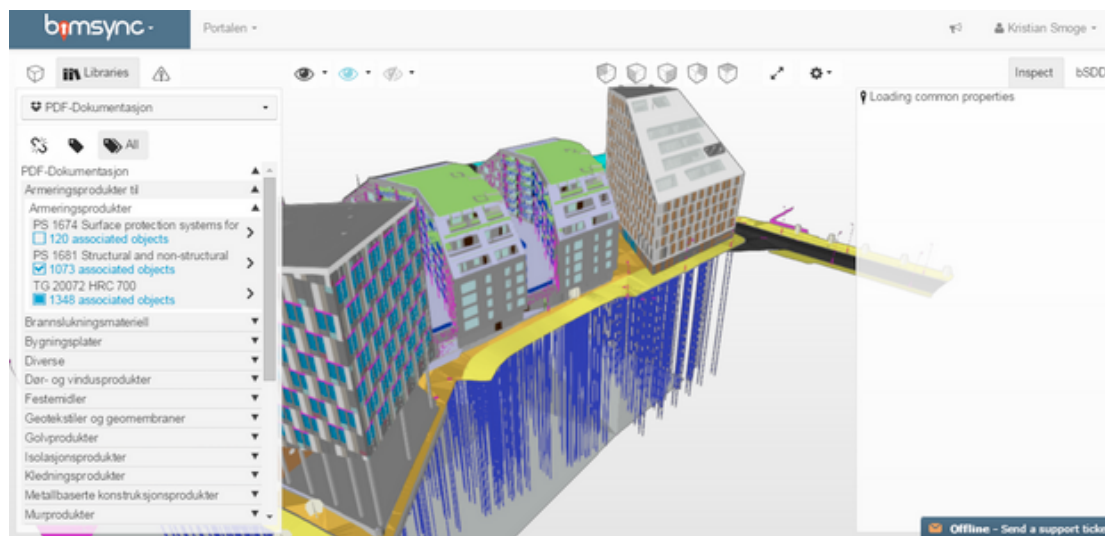 bimsync
Portalen
Kristian Smoge
Libraries
Inspect
bSDD
PDF-Dokumentasjon
Loading common properties
All
PDF-Dokumentasjon
Armeringsprodukter til
Armeringsprodukter
PS 1674 Surface protection systems for
120 associated objects
PS 1681 Structural and non-structural
1073 associated objects
TG 20072 HRC 700
1348 associated objects
Brannslukningsmateriell
Bygningsplater
Diverse
Dør- og vindusprodukter
Festemidler
Geotekstiler og geomembraner
Golvprodukter
Isolasjonsprodukter
Kledningsprodukter
Metallbaserte konstruksjonsprodukter
Murprodukter
Offline - Send a support ticke